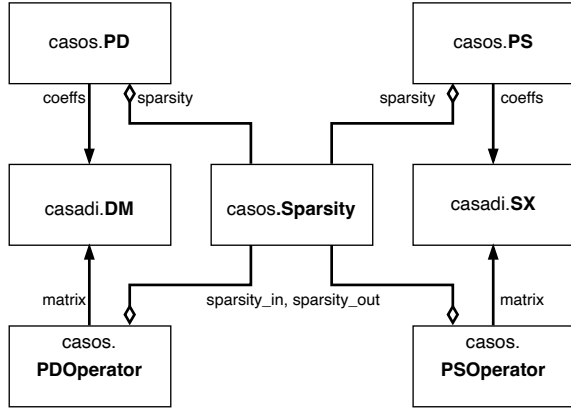 casos.PD
casos.PS
coeffs
sparsity
sparsity
coeffs
casadi.DM
casos.Sparsity
casadi.SX
matrix
sparsity_in, sparsity_out
matrix
casos.
PDOperator
casos.
PSOperator